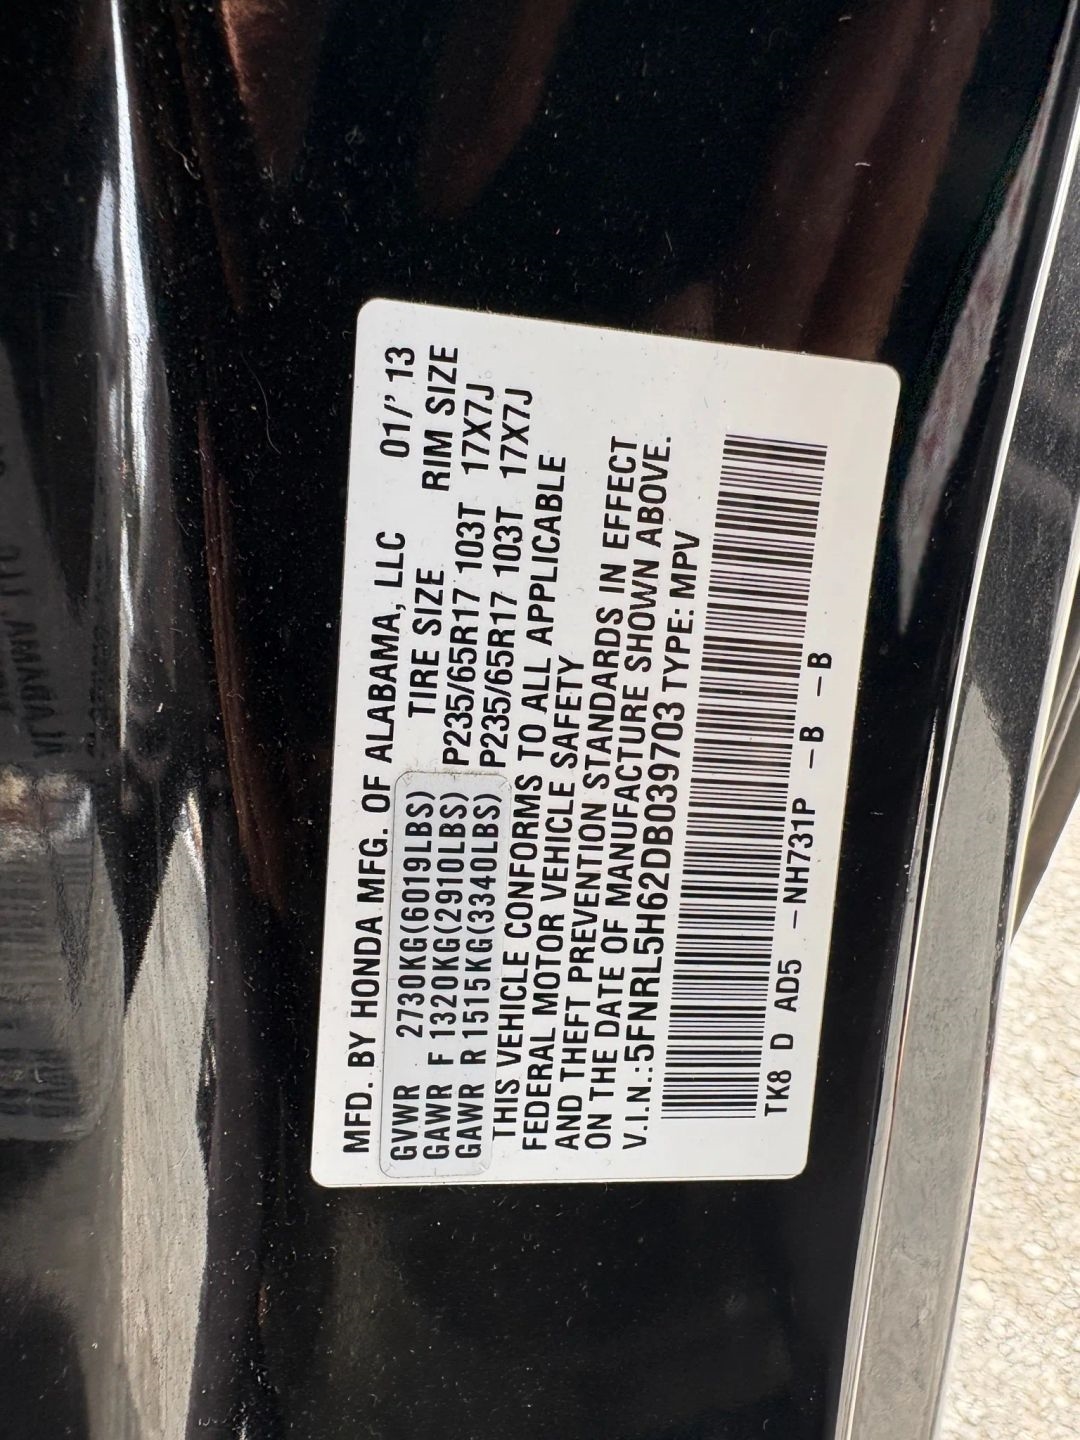 MFD. BY HONDA MFG. OF ALABAMA, LLC 01/' 13
GVWR 2730KG(6019LBS) TIRE SIZE RIM SIZE
GAWR F 1320KG(2910LBS) P235/65R17 103T 17X7J
GAWR R 1515KG(3340LBS) P235/65R17 103T 17X7J
THIS VEHICLE CONFORMS TO ALL APPLICABLE
FEDERAL MOTOR VEHICLE SAFETY
AND THEFT PREVENTION STANDARDS IN EFFECT
ON THE DATE OF MANUFACTURE SHOWN ABOVE.
V.I.N.:5FNRL5H62DB039703 TYPE: MPV
TK8 D AD5 –NH731P –B –B